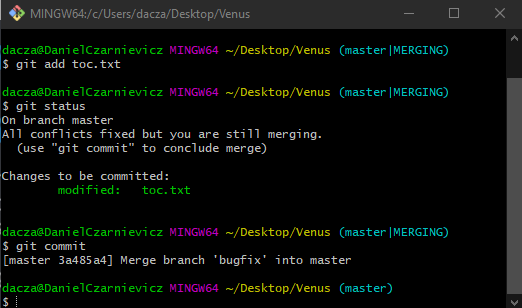 MINGW64:/c/Users/dacza/Desktop/Venus
dacza@DanielCzarnievicz MINGW64 ~/Desktop/Venus (master|MERGING)
$ git add toc.txt
dacza@DanielCzarnievicz MINGW64 ~/Desktop/Venus (master|MERGING)
$ git status
On branch master
All conflicts fixed but you are still merging.
  (use "git commit" to conclude merge)
Changes to be committed:
        modified:   toc.txt
dacza@DanielCzarnievicz MINGW64 ~/Desktop/Venus (master|MERGING)
$ git commit
[master 3a485a4] Merge branch 'bugfix' into master
dacza@DanielCzarnievicz MINGW64 ~/Desktop/Venus (master)
$